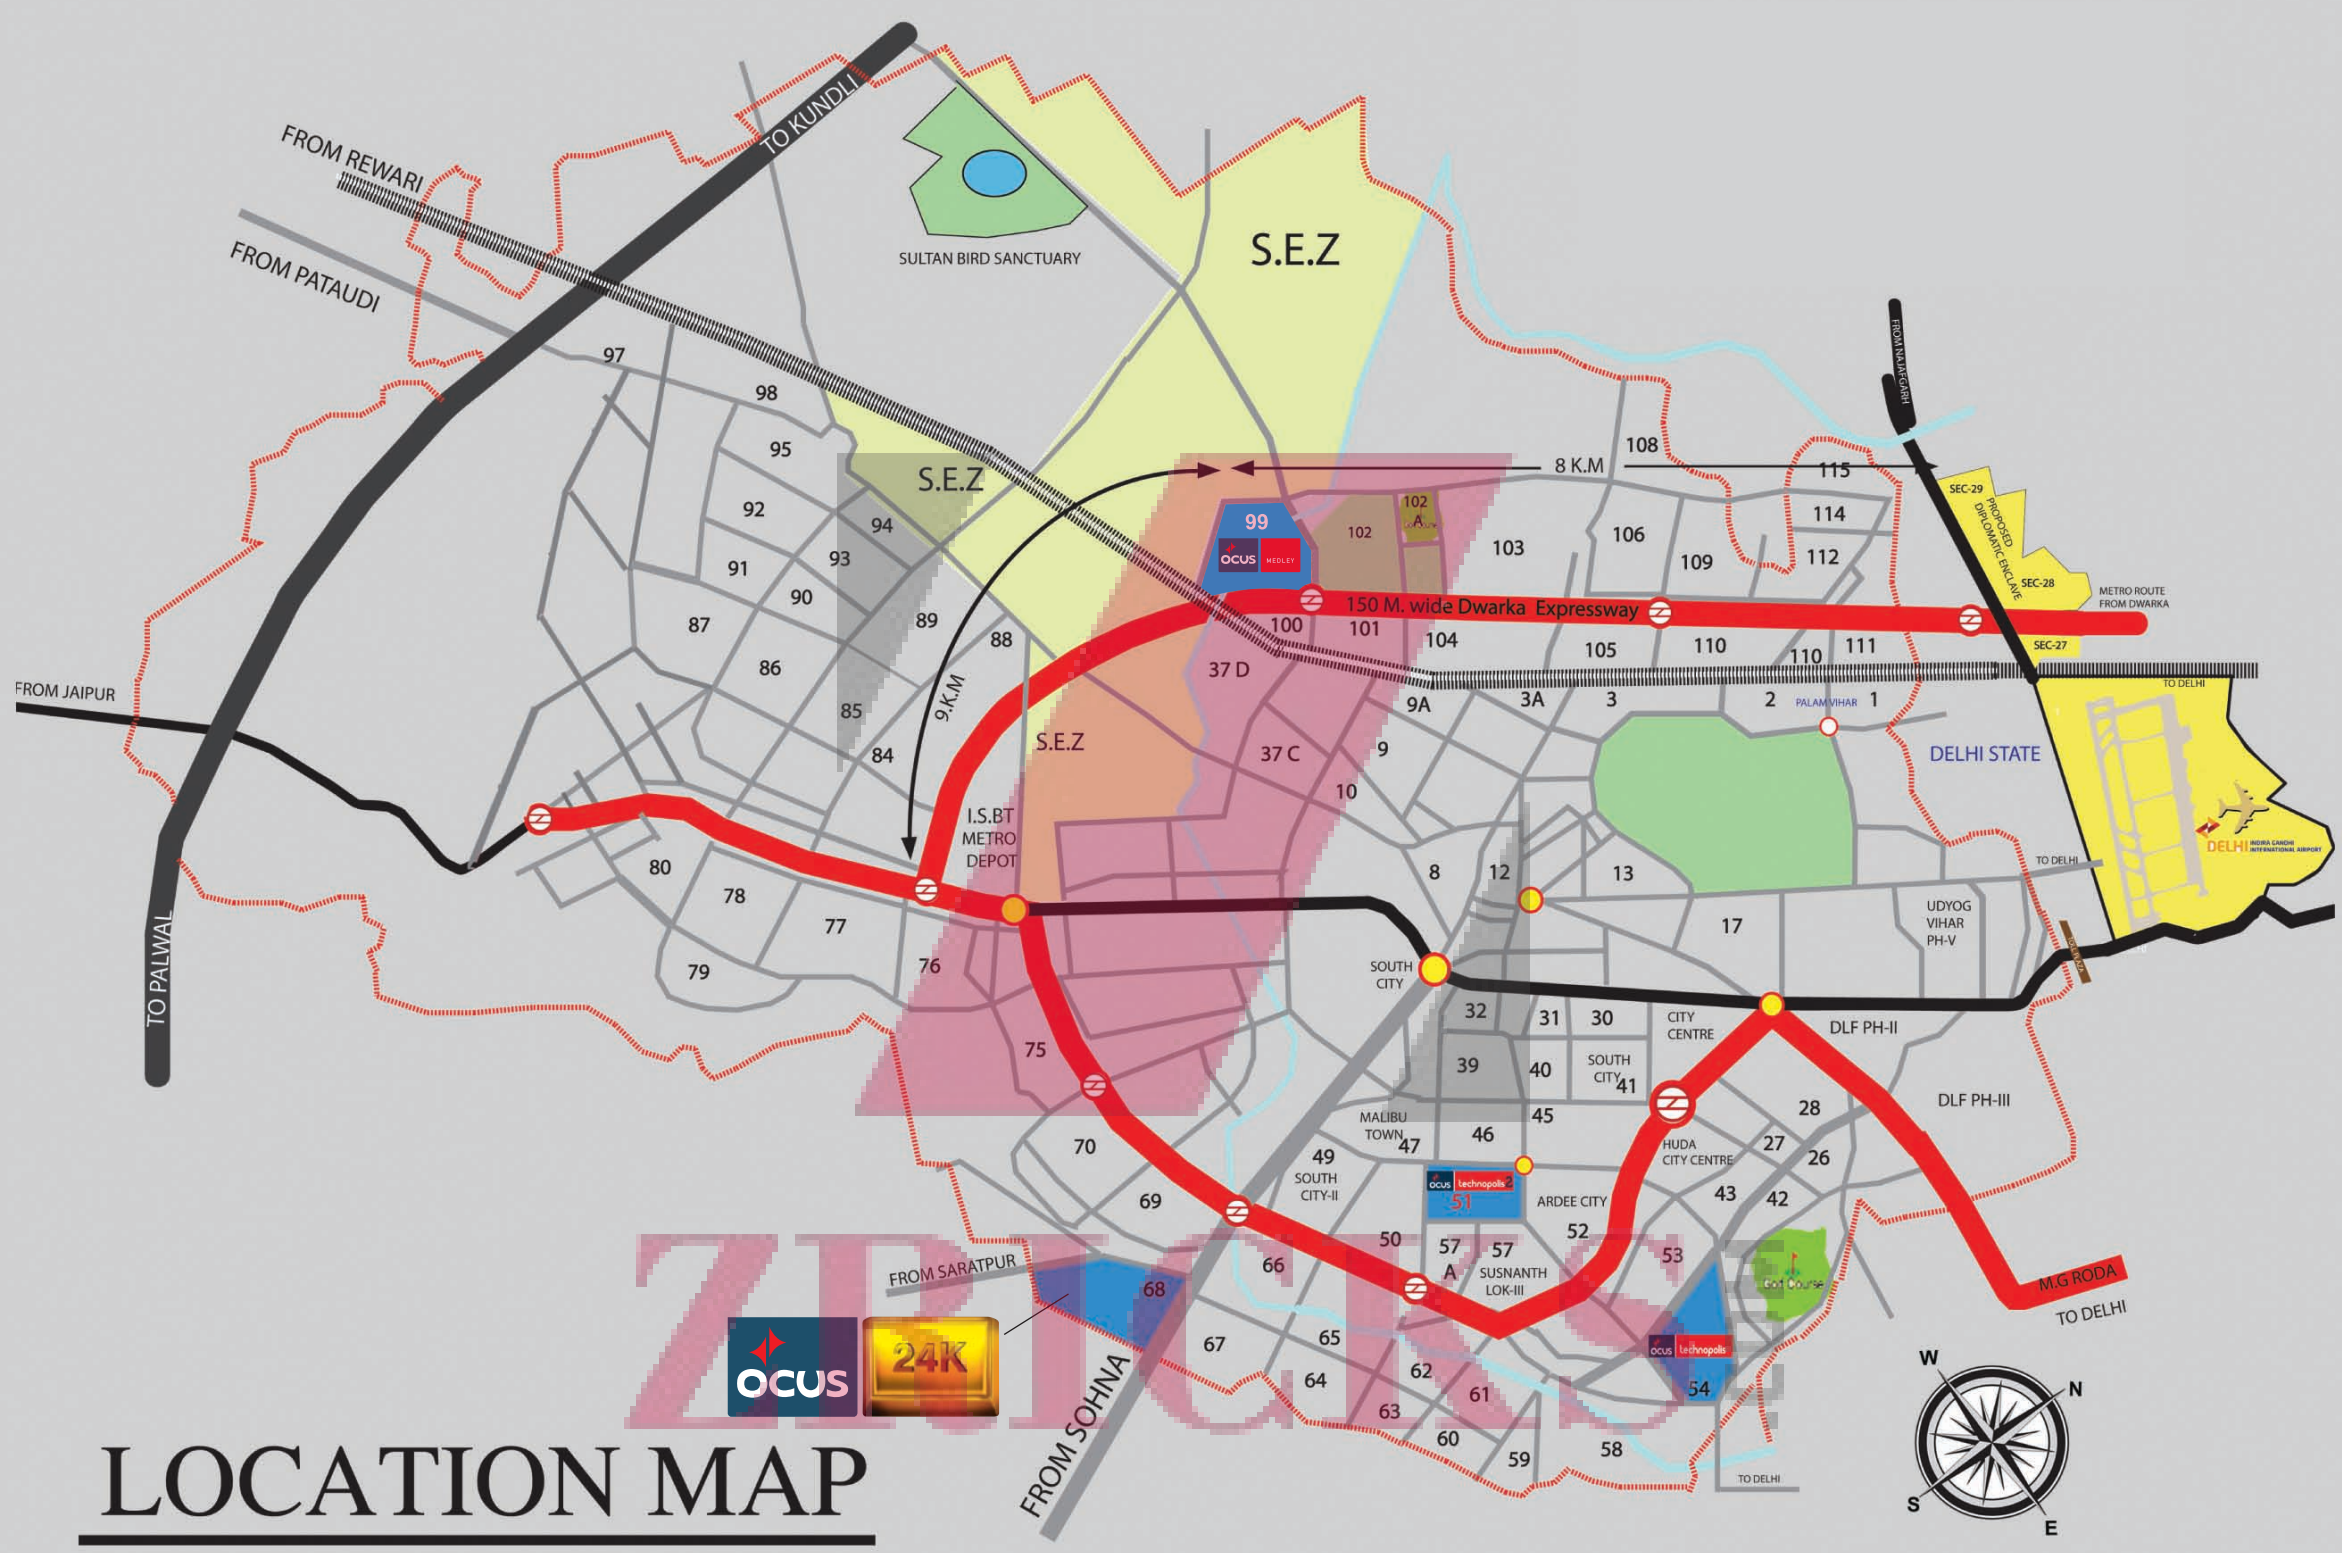 TO KUNDLI
FROM REWARI
FROM PATAUDI
SULTAN BIRD SANCTUARY
S.E.Z
FROM NAJAFGARH
97
98
95
S.E.Z
92
94
93
91
90
89
88
87
86
85
84
9.KM
8 K.M
108
115
99
ocus
MEDLEY
102
102
A
103
106
109
114
112
SEC-29
PROPOSED
DIPLOMATIC ENCLAVE
SEC-28
METRO ROUTE
FROM DWARKA
150 M. wide Dwarka Expressway
100
101
104
105
110
110
111
SEC-27
TO DELHI
37 D
9A
3A
3
2
PALAM VIHAR
1
DELHI STATE
S.E.Z
37 C
9
10
FROM JAIPUR
I.S.BT
METRO
DEPOT
DELHI
INDIRA GANDHI
INTERNATIONAL AIRPORT
TO DELHI
80
78
77
79
76
8
12
13
17
UDYOG
VIHAR
PH-V
TO PALWAL
SOUTH
CITY
32
31
30
CITY
CENTRE
DLF PH-II
75
39
40
SOUTH
CITY
41
DLF PH-III
MALIBU
TOWN
47
46
45
28
27
26
HUDA
CITY CENTRE
70
49
SOUTH
CITY-II
ocus
technopolis2
51
ARDEE CITY
52
43
42
69
50
57
A
57
SUSNANTH
LOK-III
53
Golf Course
66
FROM SARATPUR
68
M.G RODA
TO DELHI
ocus
24K
67
65
64
62
61
63
60
59
58
ocus
technopolis
54
TO DELHI
FROM SOHNA
W
N
S
E
LOCATION MAP